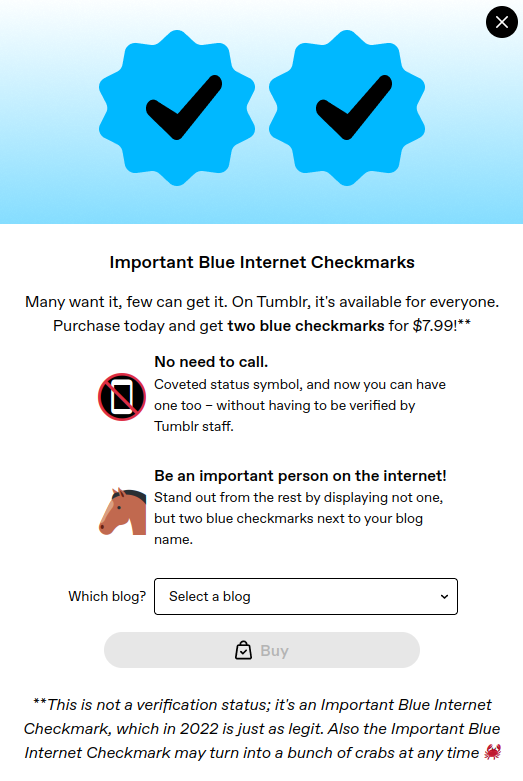 Important Blue Internet Checkmarks
Many want it, few can get it. On Tumblr, it's available for everyone.
Purchase today and get two blue checkmarks for $7.99!**
No need to call.
Coveted status symbol, and now you can have
one too – without having to be verified by
Tumblr staff.
Be an important person on the internet!
Stand out from the rest by displaying not one,
but two blue checkmarks next to your blog
name.
Which blog? Select a blog
Buy
**This is not a verification status; it's an Important Blue Internet
Checkmark, which in 2022 is just as legit. Also the Important Blue
Internet Checkmark may turn into a bunch of crabs at any time 🦀